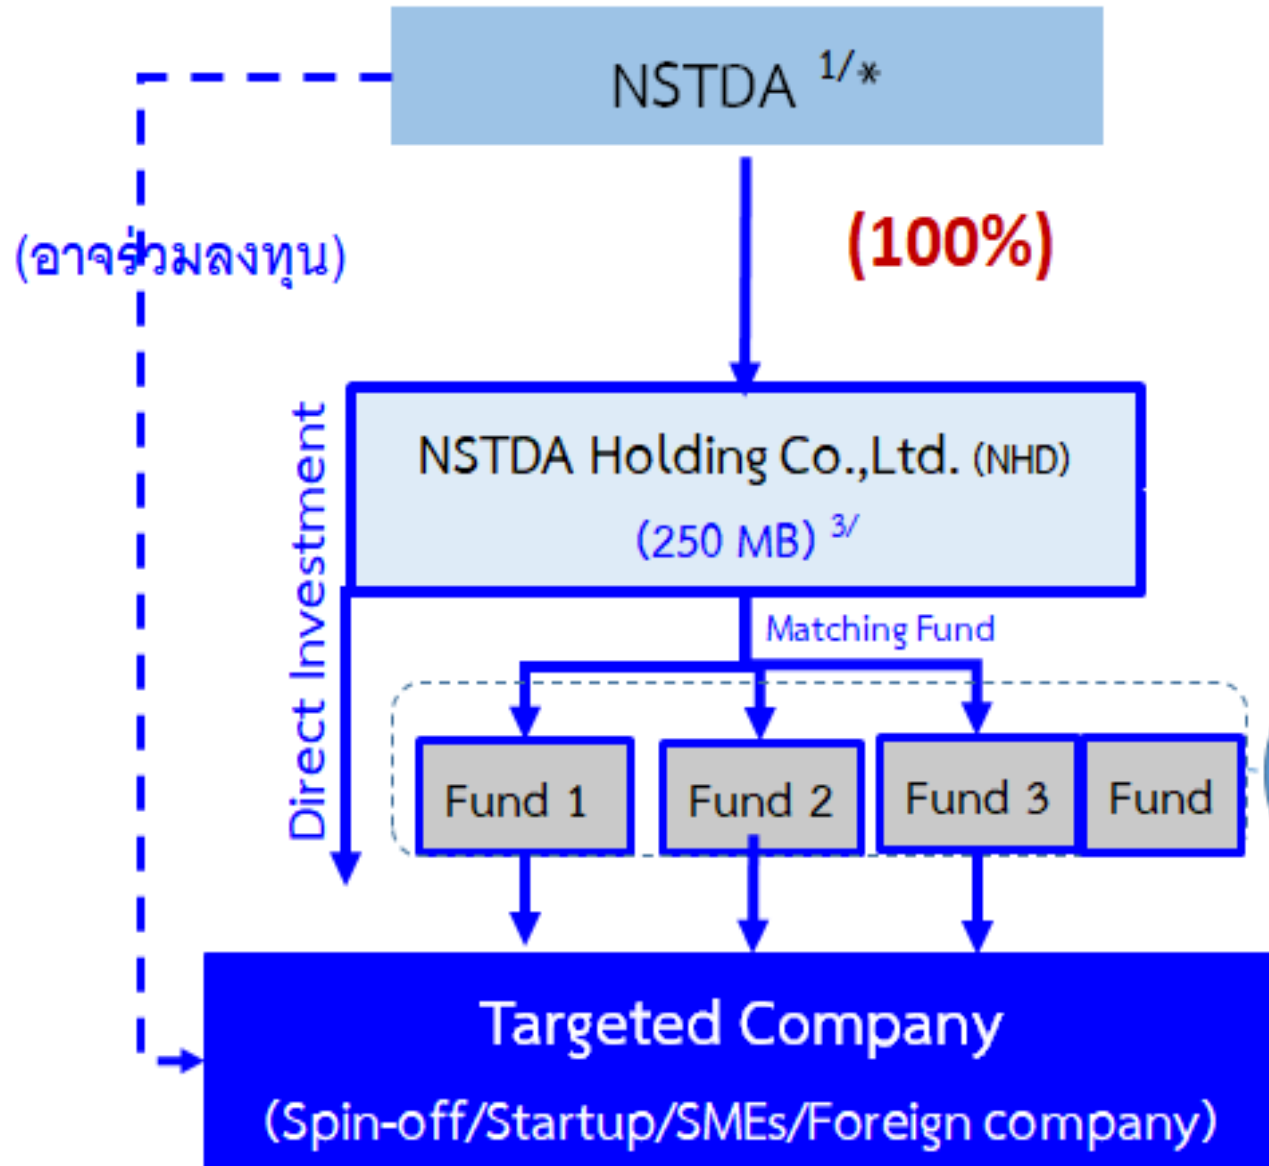 NSTDA 1/*
(100%)
(อาจร่วมลงทุน)
NSTDA Holding Co.,Ltd. (NHD)
(250 MB) 3/
Direct Investment
Matching Fund
Fund 1
Fund 2
Fund 3
Fund
Targeted Company
(Spin-off/Startup/SMEs/Foreign company)